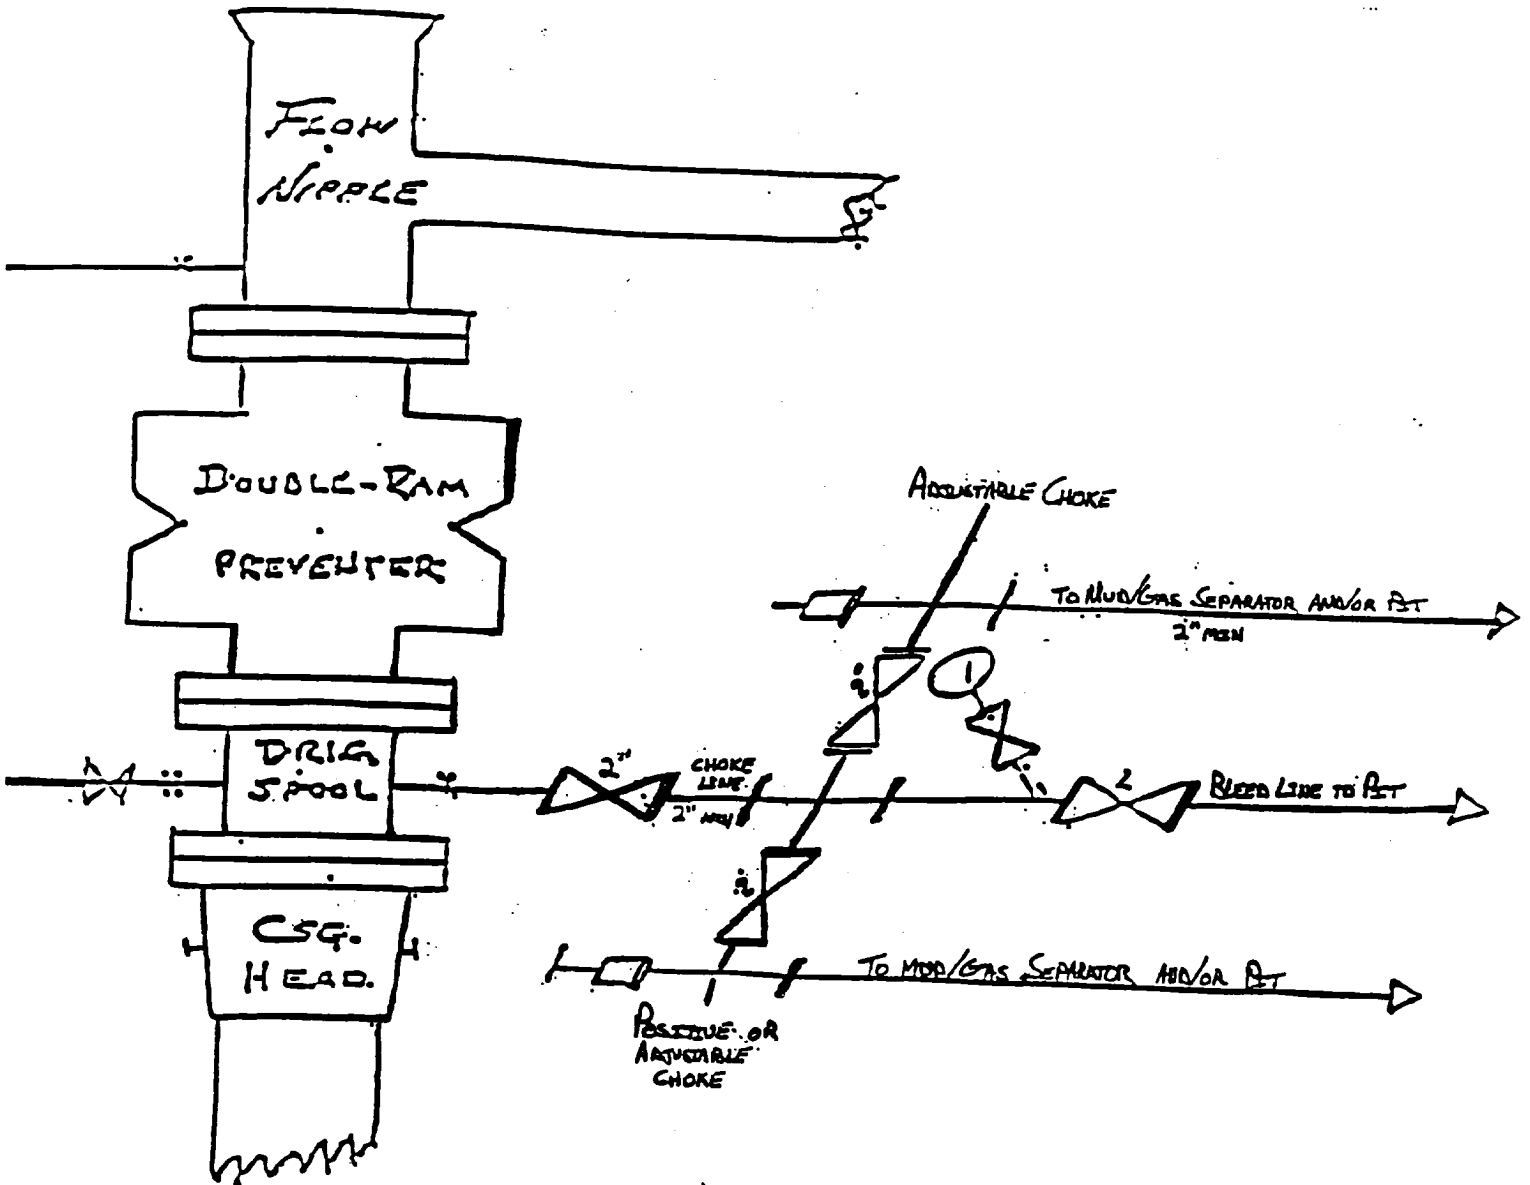 FLOW
NIPPLE
DOUBLE-RAM
PREVENTER
ADJUSTABLE CHOKE
TO MUD/GAS SEPARATOR AND/OR PIT
2" MIN
1
DRLG
SPOOL
2"
CHOKE
LINE
2" MIN
2
BLEED LINE TO PIT
CSG.
HEAD.
TO MUD/GAS SEPARATOR AND/OR PIT
POSITIVE OR
ADJUSTABLE
CHOKE